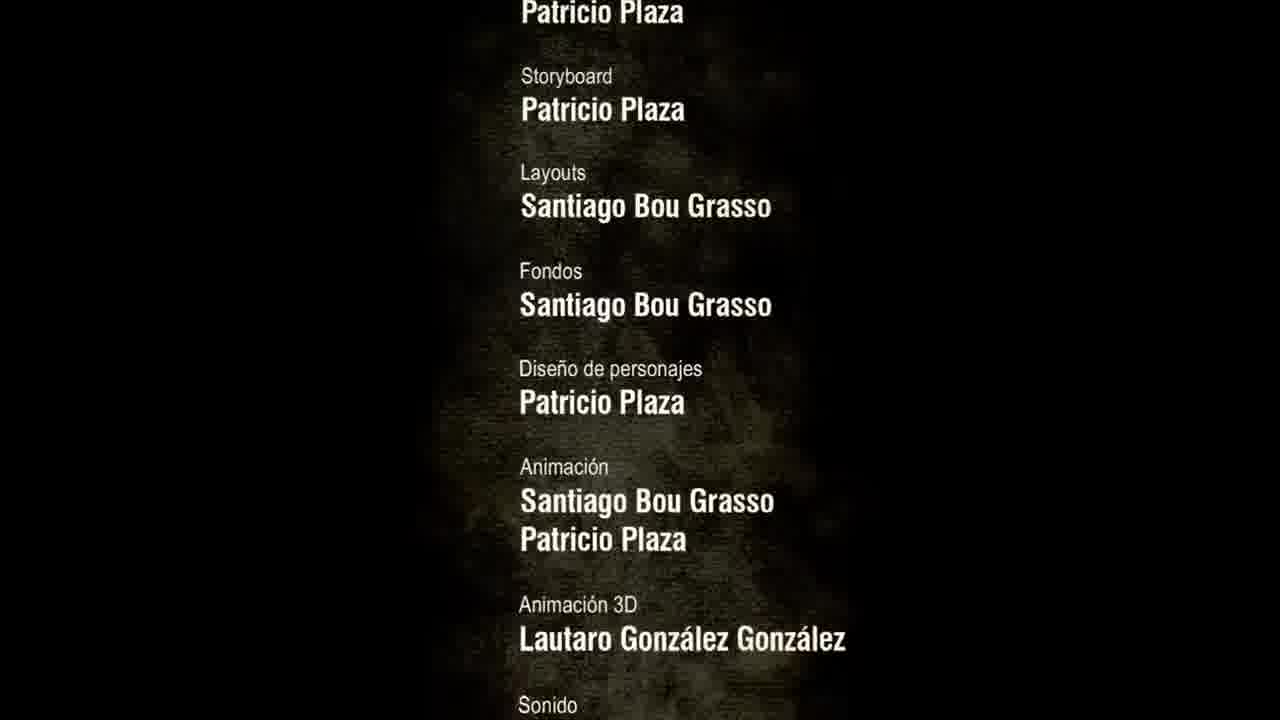 Patricio Plaza
Storyboard
Patricio Plaza
Layouts
Santiago Bou Grasso
Fondos
Santiago Bou Grasso
Diseño de personajes
Patricio Plaza
Animación
Santiago Bou Grasso
Patricio Plaza
Animación 3D
Lautaro González González
Sonido